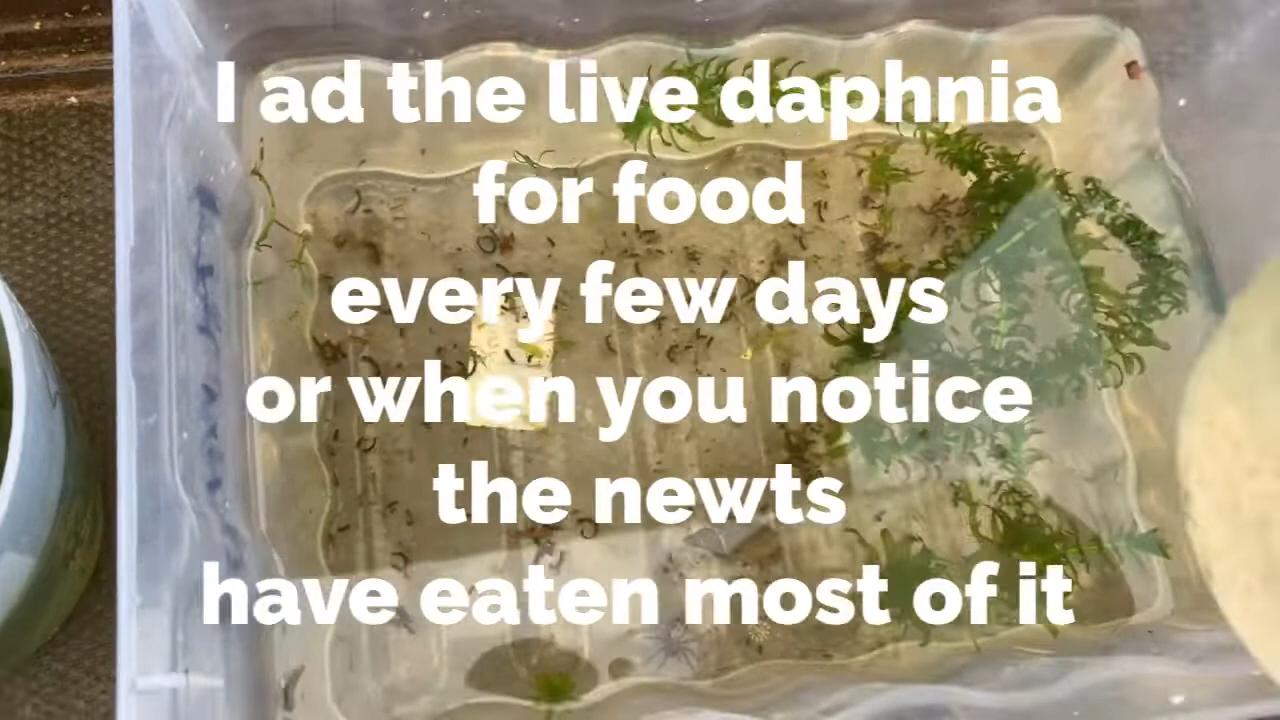 I ad the live daphnia
for food
every few days
or when you notice
the newts
have eaten most of it